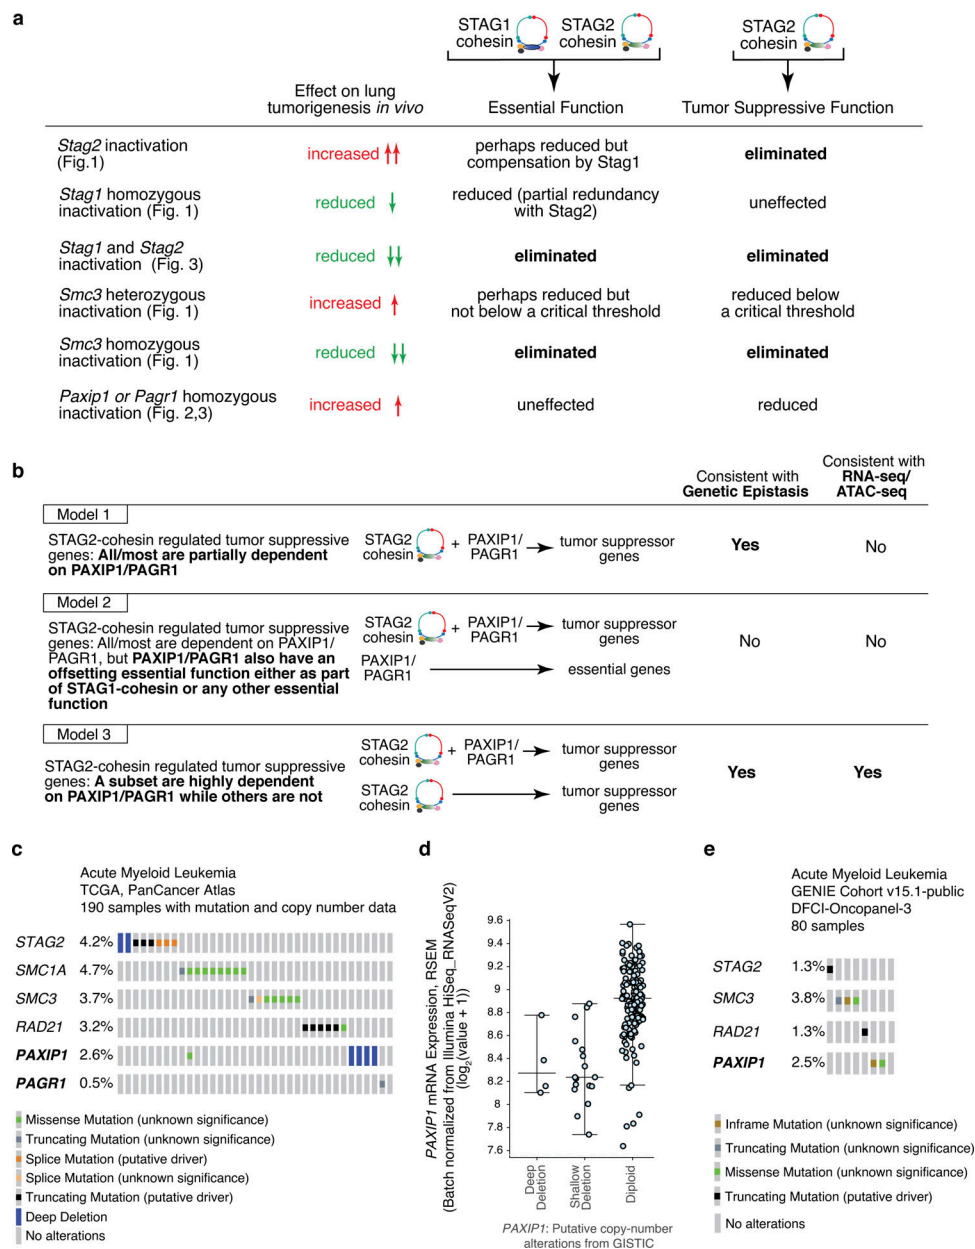 a
STAG1 cohesin
STAG2 cohesin
STAG2 cohesin
Effect on lung tumorigenesis in vivo
Essential Function
Tumor Suppressive Function
Stag2 inactivation (Fig.1)
increased
perhaps reduced but compensation by Stag1
eliminated
Stag1 homozygous inactivation (Fig. 1)
reduced
reduced (partial redundancy with Stag2)
uneffected
Stag1 and Stag2 inactivation (Fig. 3)
reduced
eliminated
eliminated
Smc3 heterozygous inactivation (Fig. 1)
increased
perhaps reduced but not below a critical threshold
reduced below a critical threshold
Smc3 homozygous inactivation (Fig. 1)
reduced
eliminated
eliminated
Paxip1 or Pagr1 homozygous inactivation (Fig. 2,3)
increased
uneffected
reduced
b
Consistent with Genetic Epistasis
Consistent with RNA-seq/ ATAC-seq
Model 1
STAG2-cohesin regulated tumor suppressive
genes: All/most are partially dependent
on PAXIP1/PAGR1
STAG2 cohesin + PAXIP1/ PAGR1
tumor suppressor genes
Yes
No
Model 2
STAG2-cohesin regulated tumor suppressive
genes: All/most are dependent on PAXIP1/
PAGR1, but PAXIP1/PAGR1 also have an
offsetting essential function either as part
of STAG1-cohesin or any other essential
function
STAG2 cohesin + PAXIP1/ PAGR1
tumor suppressor genes
PAXIP1/ PAGR1
essential genes
No
No
Model 3
STAG2-cohesin regulated tumor suppressive
genes: A subset are highly dependent
on PAXIP1/PAGR1 while others are not
STAG2 cohesin + PAXIP1/ PAGR1
tumor suppressor genes
STAG2 cohesin
tumor suppressor genes
Yes
Yes
c
Acute Myeloid Leukemia
TCGA, PanCancer Atlas
190 samples with mutation and copy number data
STAG2 4.2%
SMC1A 4.7%
SMC3 3.7%
RAD21 3.2%
PAXIP1 2.6%
PAGR1 0.5%
Missense Mutation (unknown significance)
Truncating Mutation (unknown significance)
Splice Mutation (putative driver)
Splice Mutation (unknown significance)
Truncating Mutation (putative driver)
Deep Deletion
No alterations
d
PAXIP1 mRNA Expression, RSEM
(Batch normalized from Illumina HiSeq_RNASeqV2)
(log2(value + 1))
9.6
9.4
9.2
9
8.8
8.6
8.4
8.2
8
7.8
7.6
Deep Deletion
Shallow Deletion
Diploid
PAXIP1: Putative copy-number
alterations from GISTIC
e
Acute Myeloid Leukemia
GENIE Cohort v15.1-public
DFCI-Oncopanel-3
80 samples
STAG2 1.3%
SMC3 3.8%
RAD21 1.3%
PAXIP1 2.5%
Inframe Mutation (unknown significance)
Truncating Mutation (unknown significance)
Missense Mutation (unknown significance)
Truncating Mutation (putative driver)
No alterations